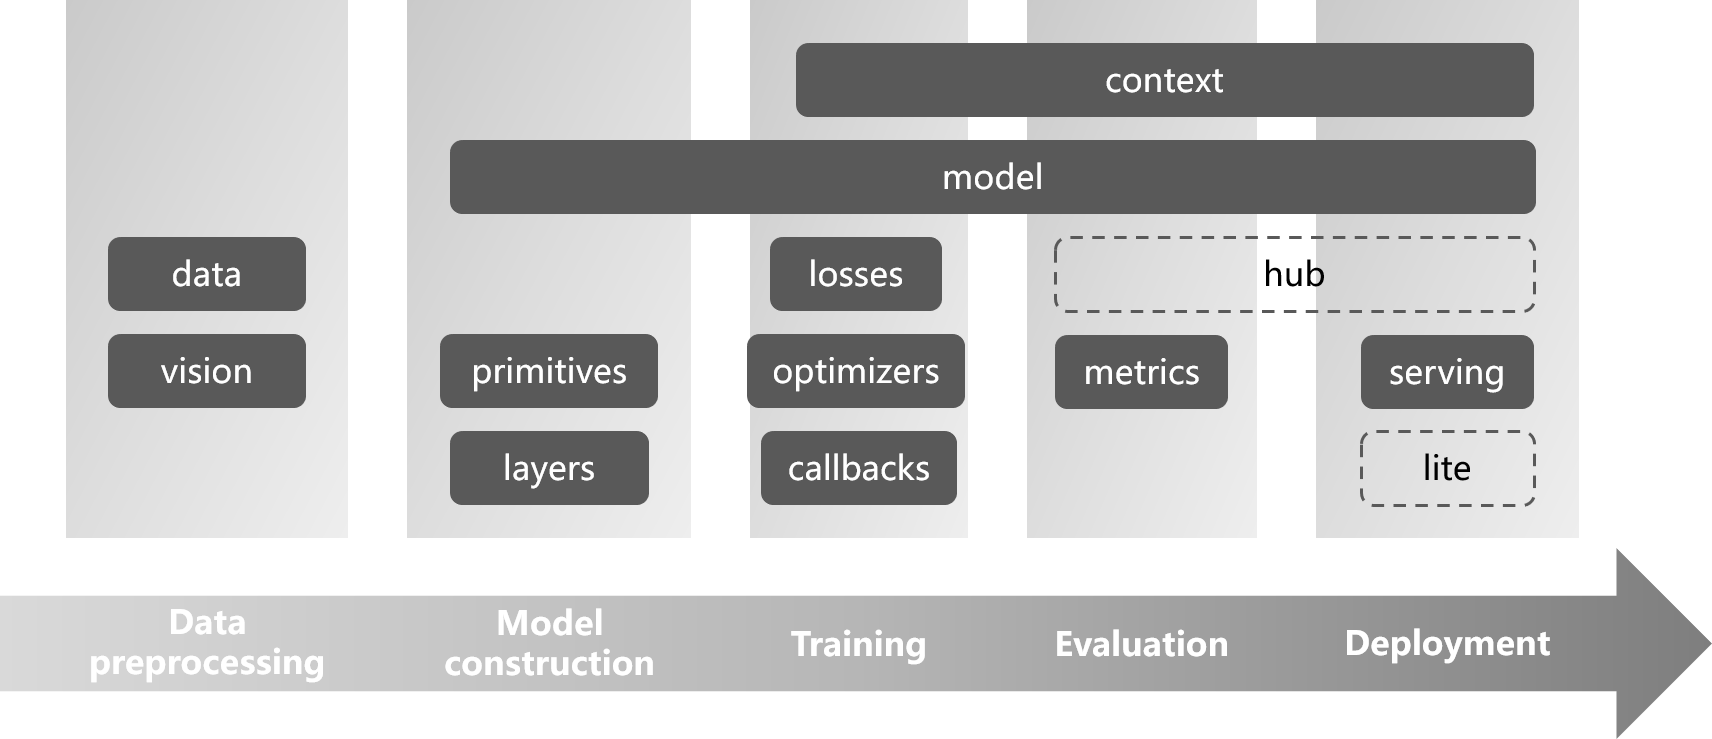 context
model
data
losses
hub
vision
primitives
optimizers
metrics
serving
layers
callbacks
lite
Data
preprocessing
Model
construction
Training
Evaluation
Deployment